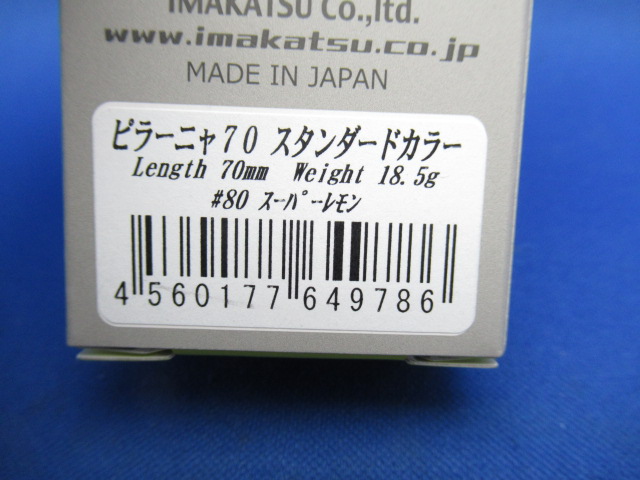 IMAKATSU Co.,ltd.
www.imakatsu.co.jp
MADE IN JAPAN
ピラーニャ70 スタンダードカラー
Length 70mm Weight 18.5g
#80 ｽｰﾊﾟｰﾚﾓﾝ
4 560177 649786